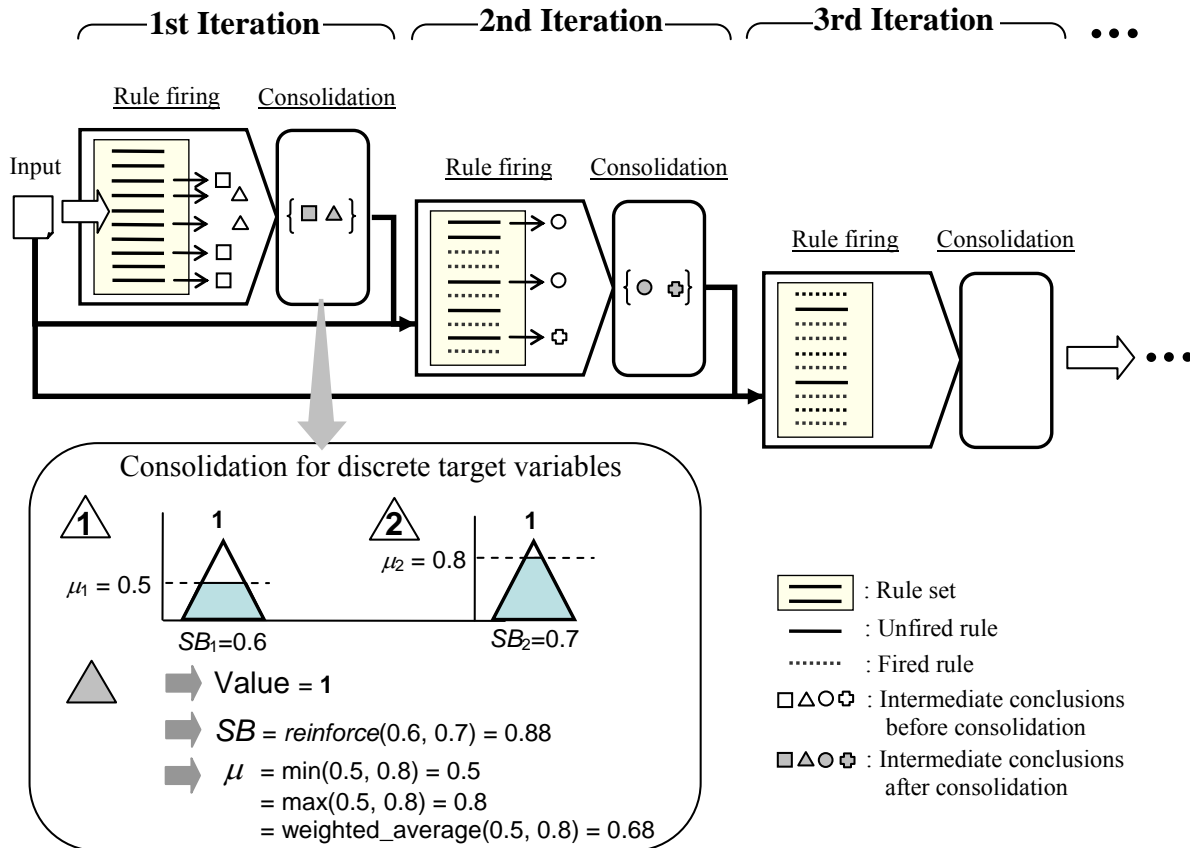 1st Iteration
2nd Iteration
3rd Iteration
•••
Rule firing
Consolidation
Input
{ }
Rule firing
Consolidation
{ }
Rule firing
Consolidation
•••
Consolidation for discrete target variables
1
1
μ1 = 0.5
SB1=0.6
2
1
μ2 = 0.8
SB2=0.7
Value = 1
SB = reinforce(0.6, 0.7) = 0.88
μ = min(0.5, 0.8) = 0.5
= max(0.5, 0.8) = 0.8
= weighted_average(0.5, 0.8) = 0.68
: Rule set
: Unfired rule
: Fired rule
: Intermediate conclusions
before consolidation
: Intermediate conclusions
after consolidation